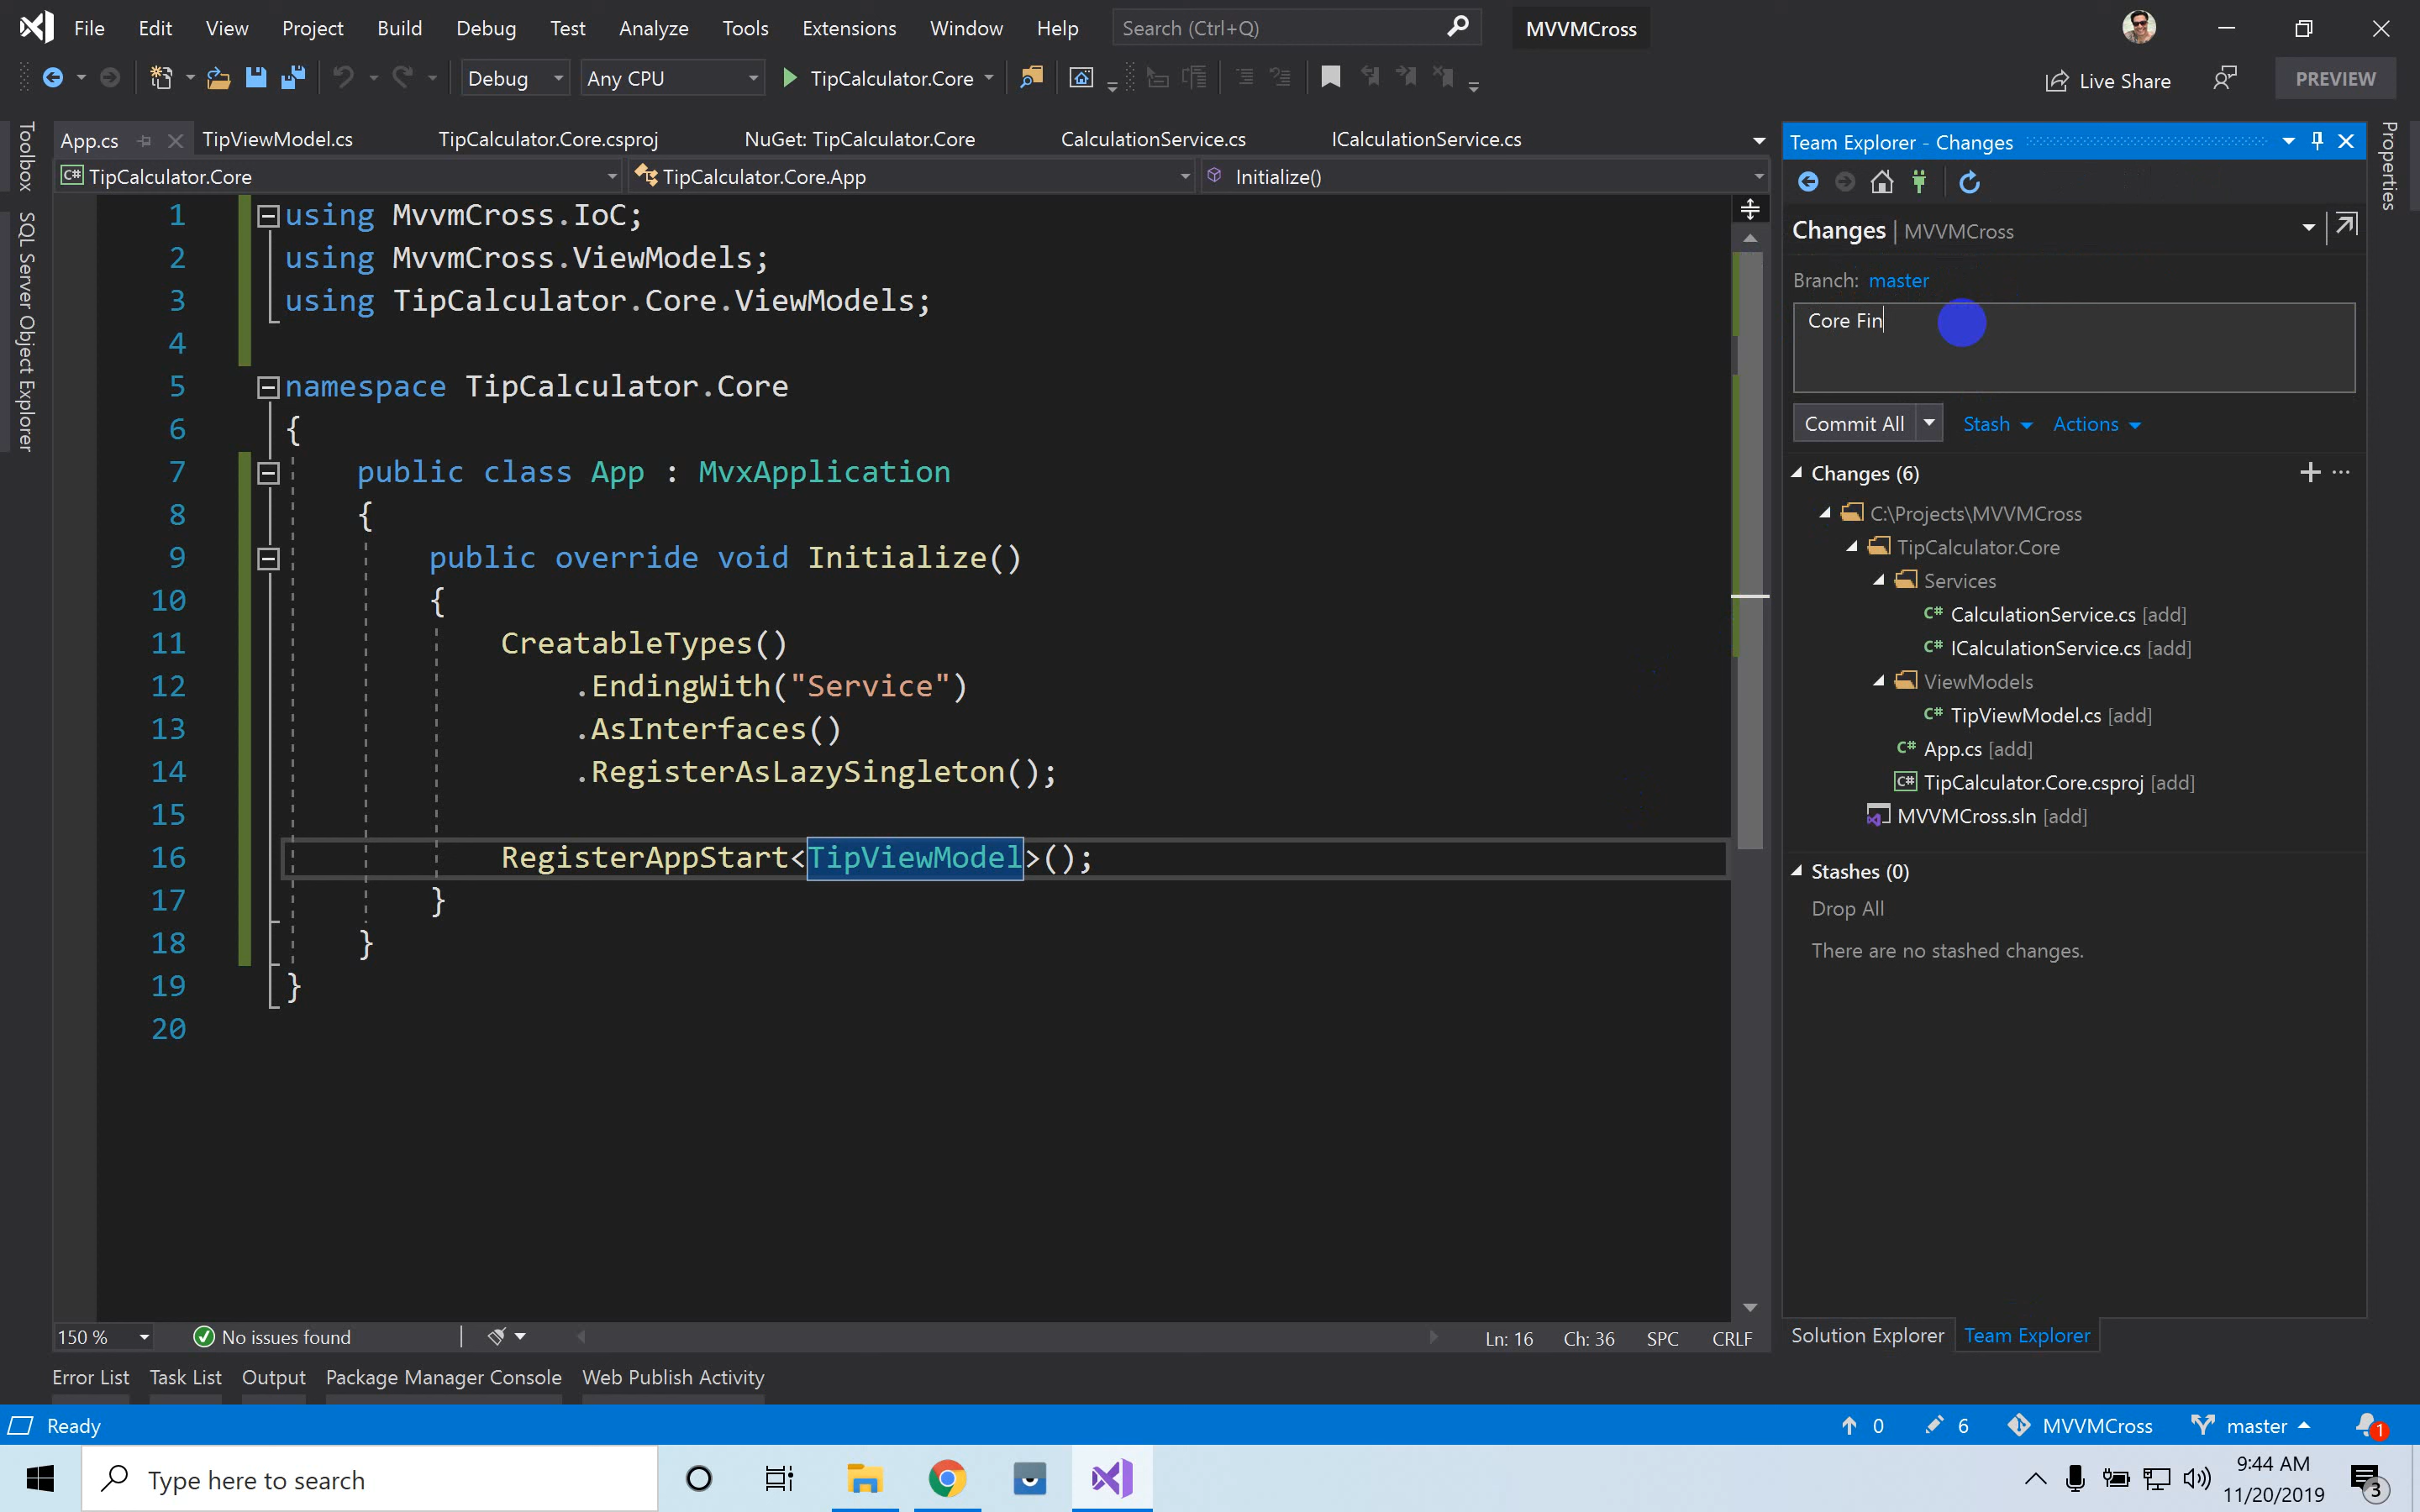 File Edit View Project Build Debug Test Analyze Tools Extensions Window Help Search (Ctrl+Q) MVVMCross
Debug Any CPU TipCalculator.Core Live Share PREVIEW
Toolbox
SQL Server Object Explorer
App.cs TipViewModel.cs TipCalculator.Core.csproj NuGet: TipCalculator.Core CalculationService.cs ICalculationService.cs
C# TipCalculator.Core TipCalculator.Core.App Initialize()
1 using MvvmCross.IoC;
2 using MvvmCross.ViewModels;
3 using TipCalculator.Core.ViewModels;
4
5 namespace TipCalculator.Core
6 {
7 public class App : MvxApplication
8 {
9 public override void Initialize()
10 {
11 CreatableTypes()
12 .EndingWith("Service")
13 .AsInterfaces()
14 .RegisterAsLazySingleton();
15
16 RegisterAppStart<TipViewModel>();
17 }
18 }
19 }
20
150 % No issues found Ln: 16 Ch: 36 SPC CRLF
Team Explorer - Changes
Changes | MVVMCross
Branch: master
Core Fin
Commit All Stash Actions
Changes (6)
C:\Projects\MVVMCross
TipCalculator.Core
Services
C# CalculationService.cs [add]
C# ICalculationService.cs [add]
ViewModels
C# TipViewModel.cs [add]
C# App.cs [add]
C# TipCalculator.Core.csproj [add]
MVVMCross.sln [add]
Stashes (0)
Drop All
There are no stashed changes.
Solution Explorer Team Explorer
Properties
Error List Task List Output Package Manager Console Web Publish Activity
Ready 0 6 MVVMCross master 1
Type here to search
9:44 AM
11/20/2019
3